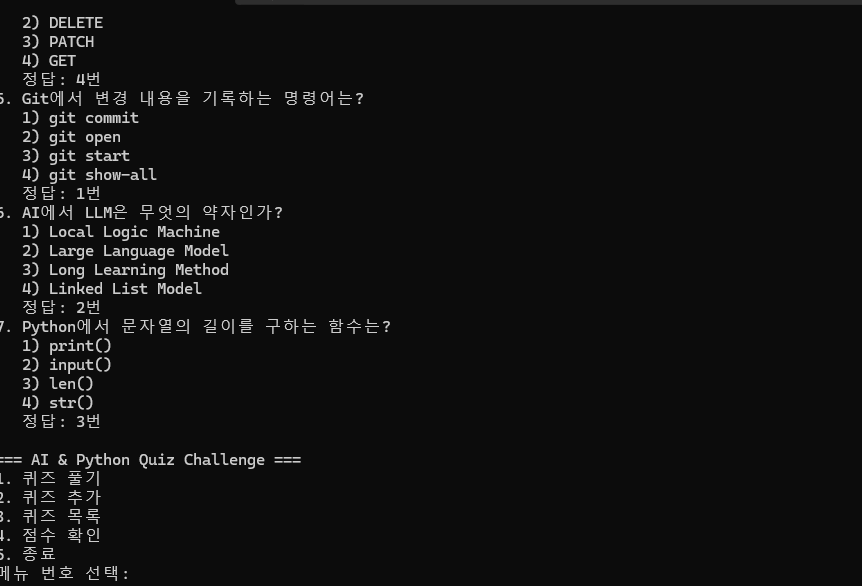 2) DELETE
3) PATCH
4) GET
정답: 4번
5. Git에서 변경 내용을 기록하는 명령어는?
1) git commit
2) git open
3) git start
4) git show-all
정답: 1번
6. AI에서 LLM은 무엇의 약자인가?
1) Local Logic Machine
2) Large Language Model
3) Long Learning Method
4) Linked List Model
정답: 2번
7. Python에서 문자열의 길이를 구하는 함수는?
1) print()
2) input()
3) len()
4) str()
정답: 3번
=== AI & Python Quiz Challenge ===
1. 퀴즈 풀기
2. 퀴즈 추가
3. 퀴즈 목록
4. 점수 확인
5. 종료
메뉴 번호 선택: